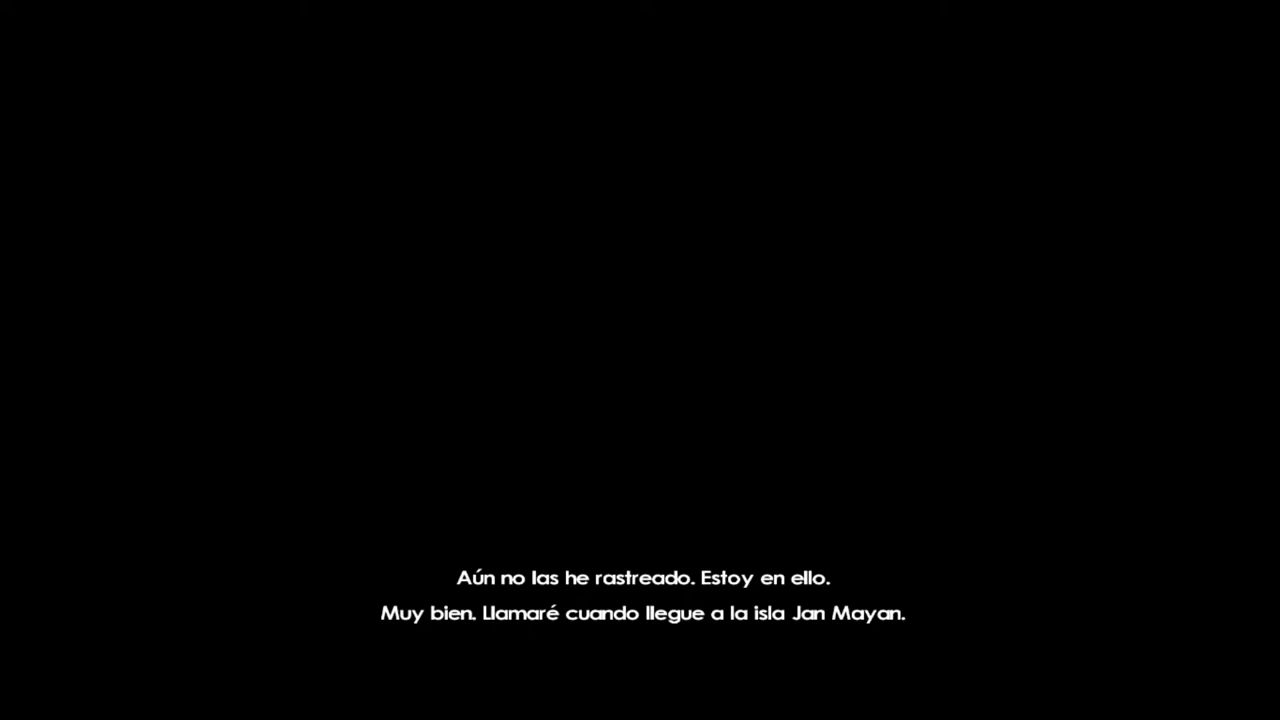 Aún no las he rastreado. Estoy en ello.
Muy bien. Llamaré cuando llegue a la isla Jan Mayan.